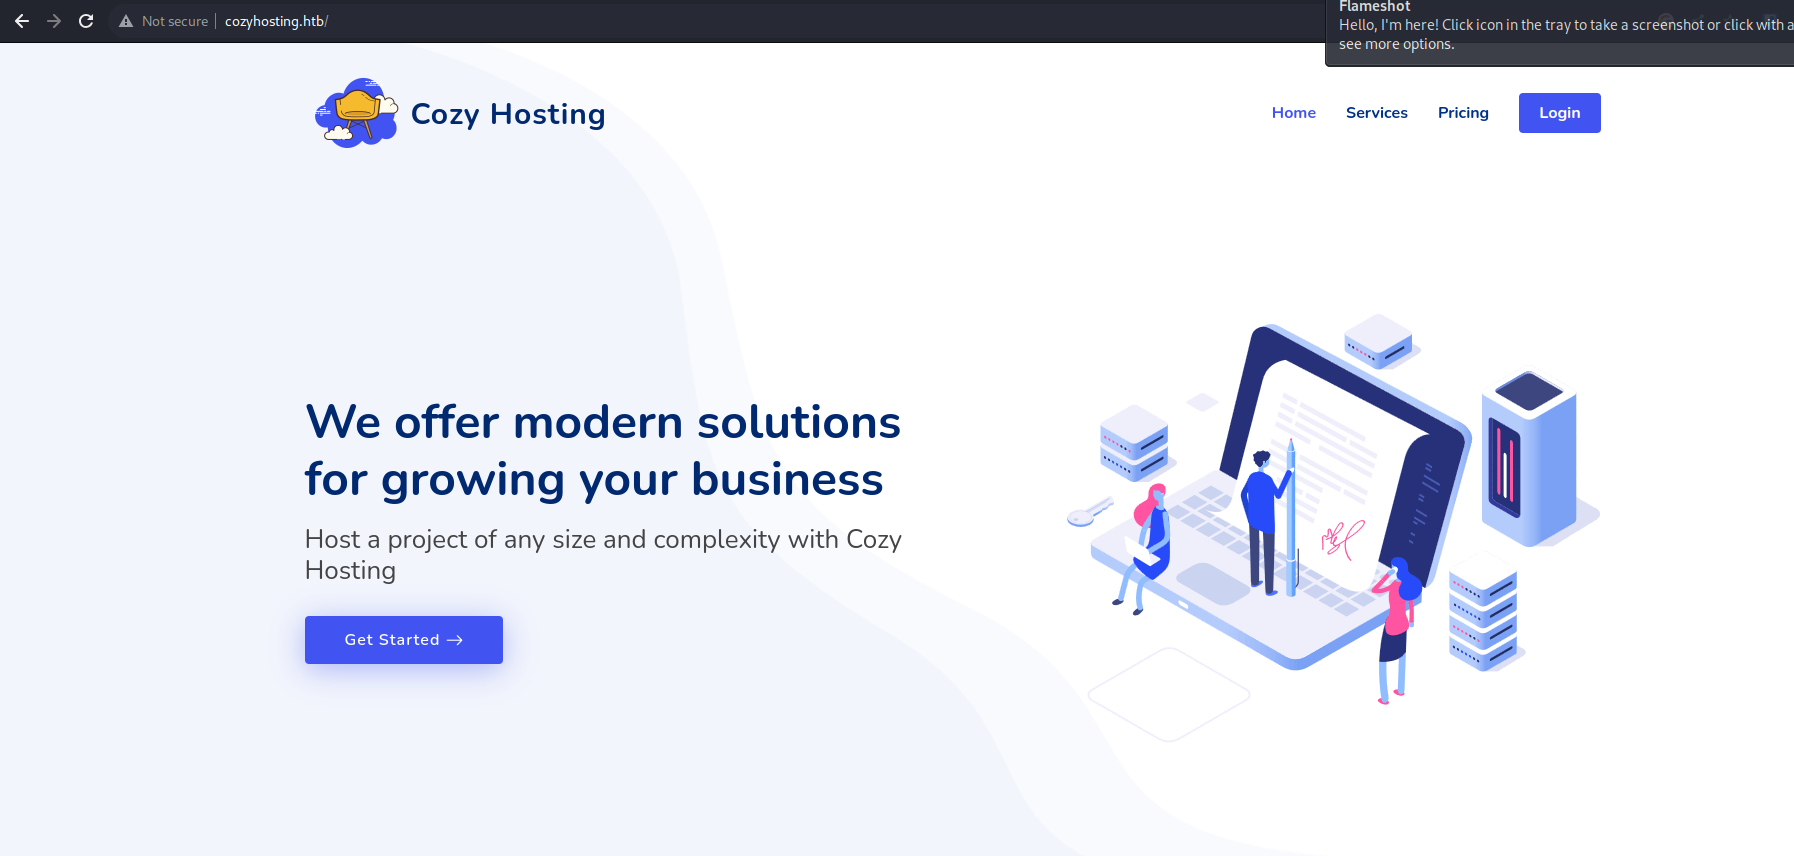 Not secure cozyhosting.htb/
Flameshot
Hello, I'm here! Click icon in the tray to take a screenshot or click with a
see more options.
Cozy Hosting
Home Services Pricing Login
We offer modern solutions
for growing your business
Host a project of any size and complexity with Cozy
Hosting
Get Started →